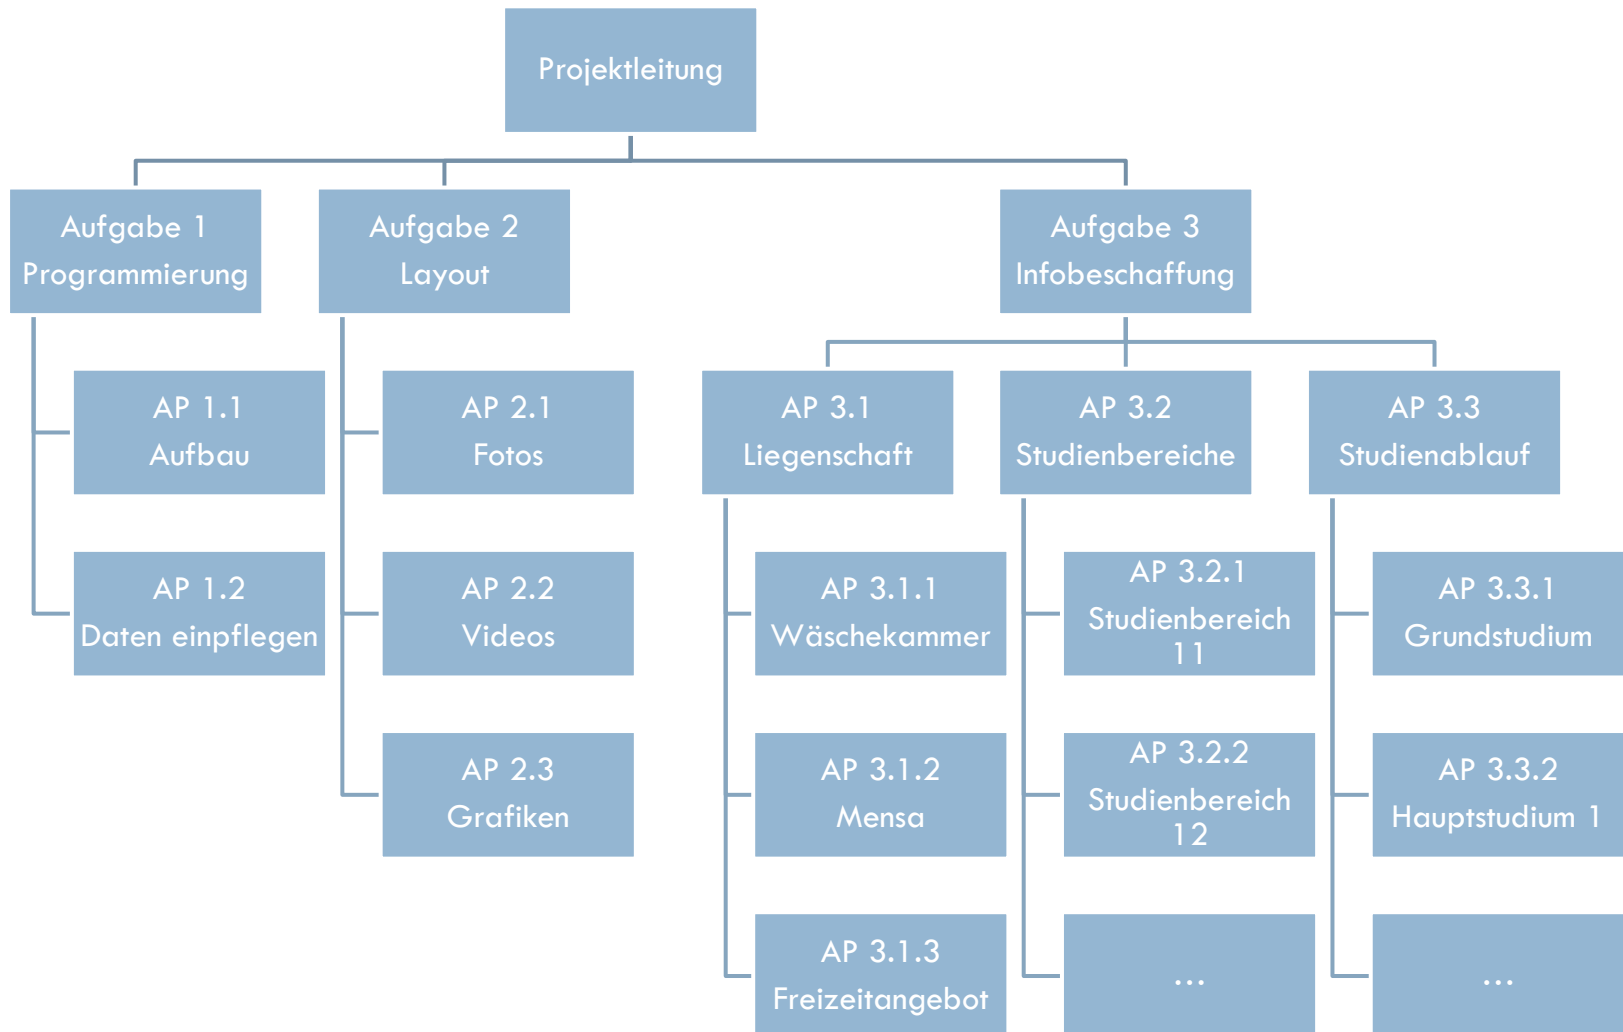 Projektleitung
Aufgabe 1
Programmierung
Aufgabe 2
Layout
Aufgabe 3
Infobeschaffung
AP 1.1
Aufbau
AP 2.1
Fotos
AP 3.1
Liegenschaft
AP 3.2
Studienbereiche
AP 3.3
Studienablauf
AP 1.2
Daten einpflegen
AP 2.2
Videos
AP 3.1.1
Wäschekammer
AP 3.2.1
Studienbereich
11
AP 3.3.1
Grundstudium
AP 2.3
Grafiken
AP 3.1.2
Mensa
AP 3.2.2
Studienbereich
12
AP 3.3.2
Hauptstudium 1
AP 3.1.3
Freizeitangebot
...
...